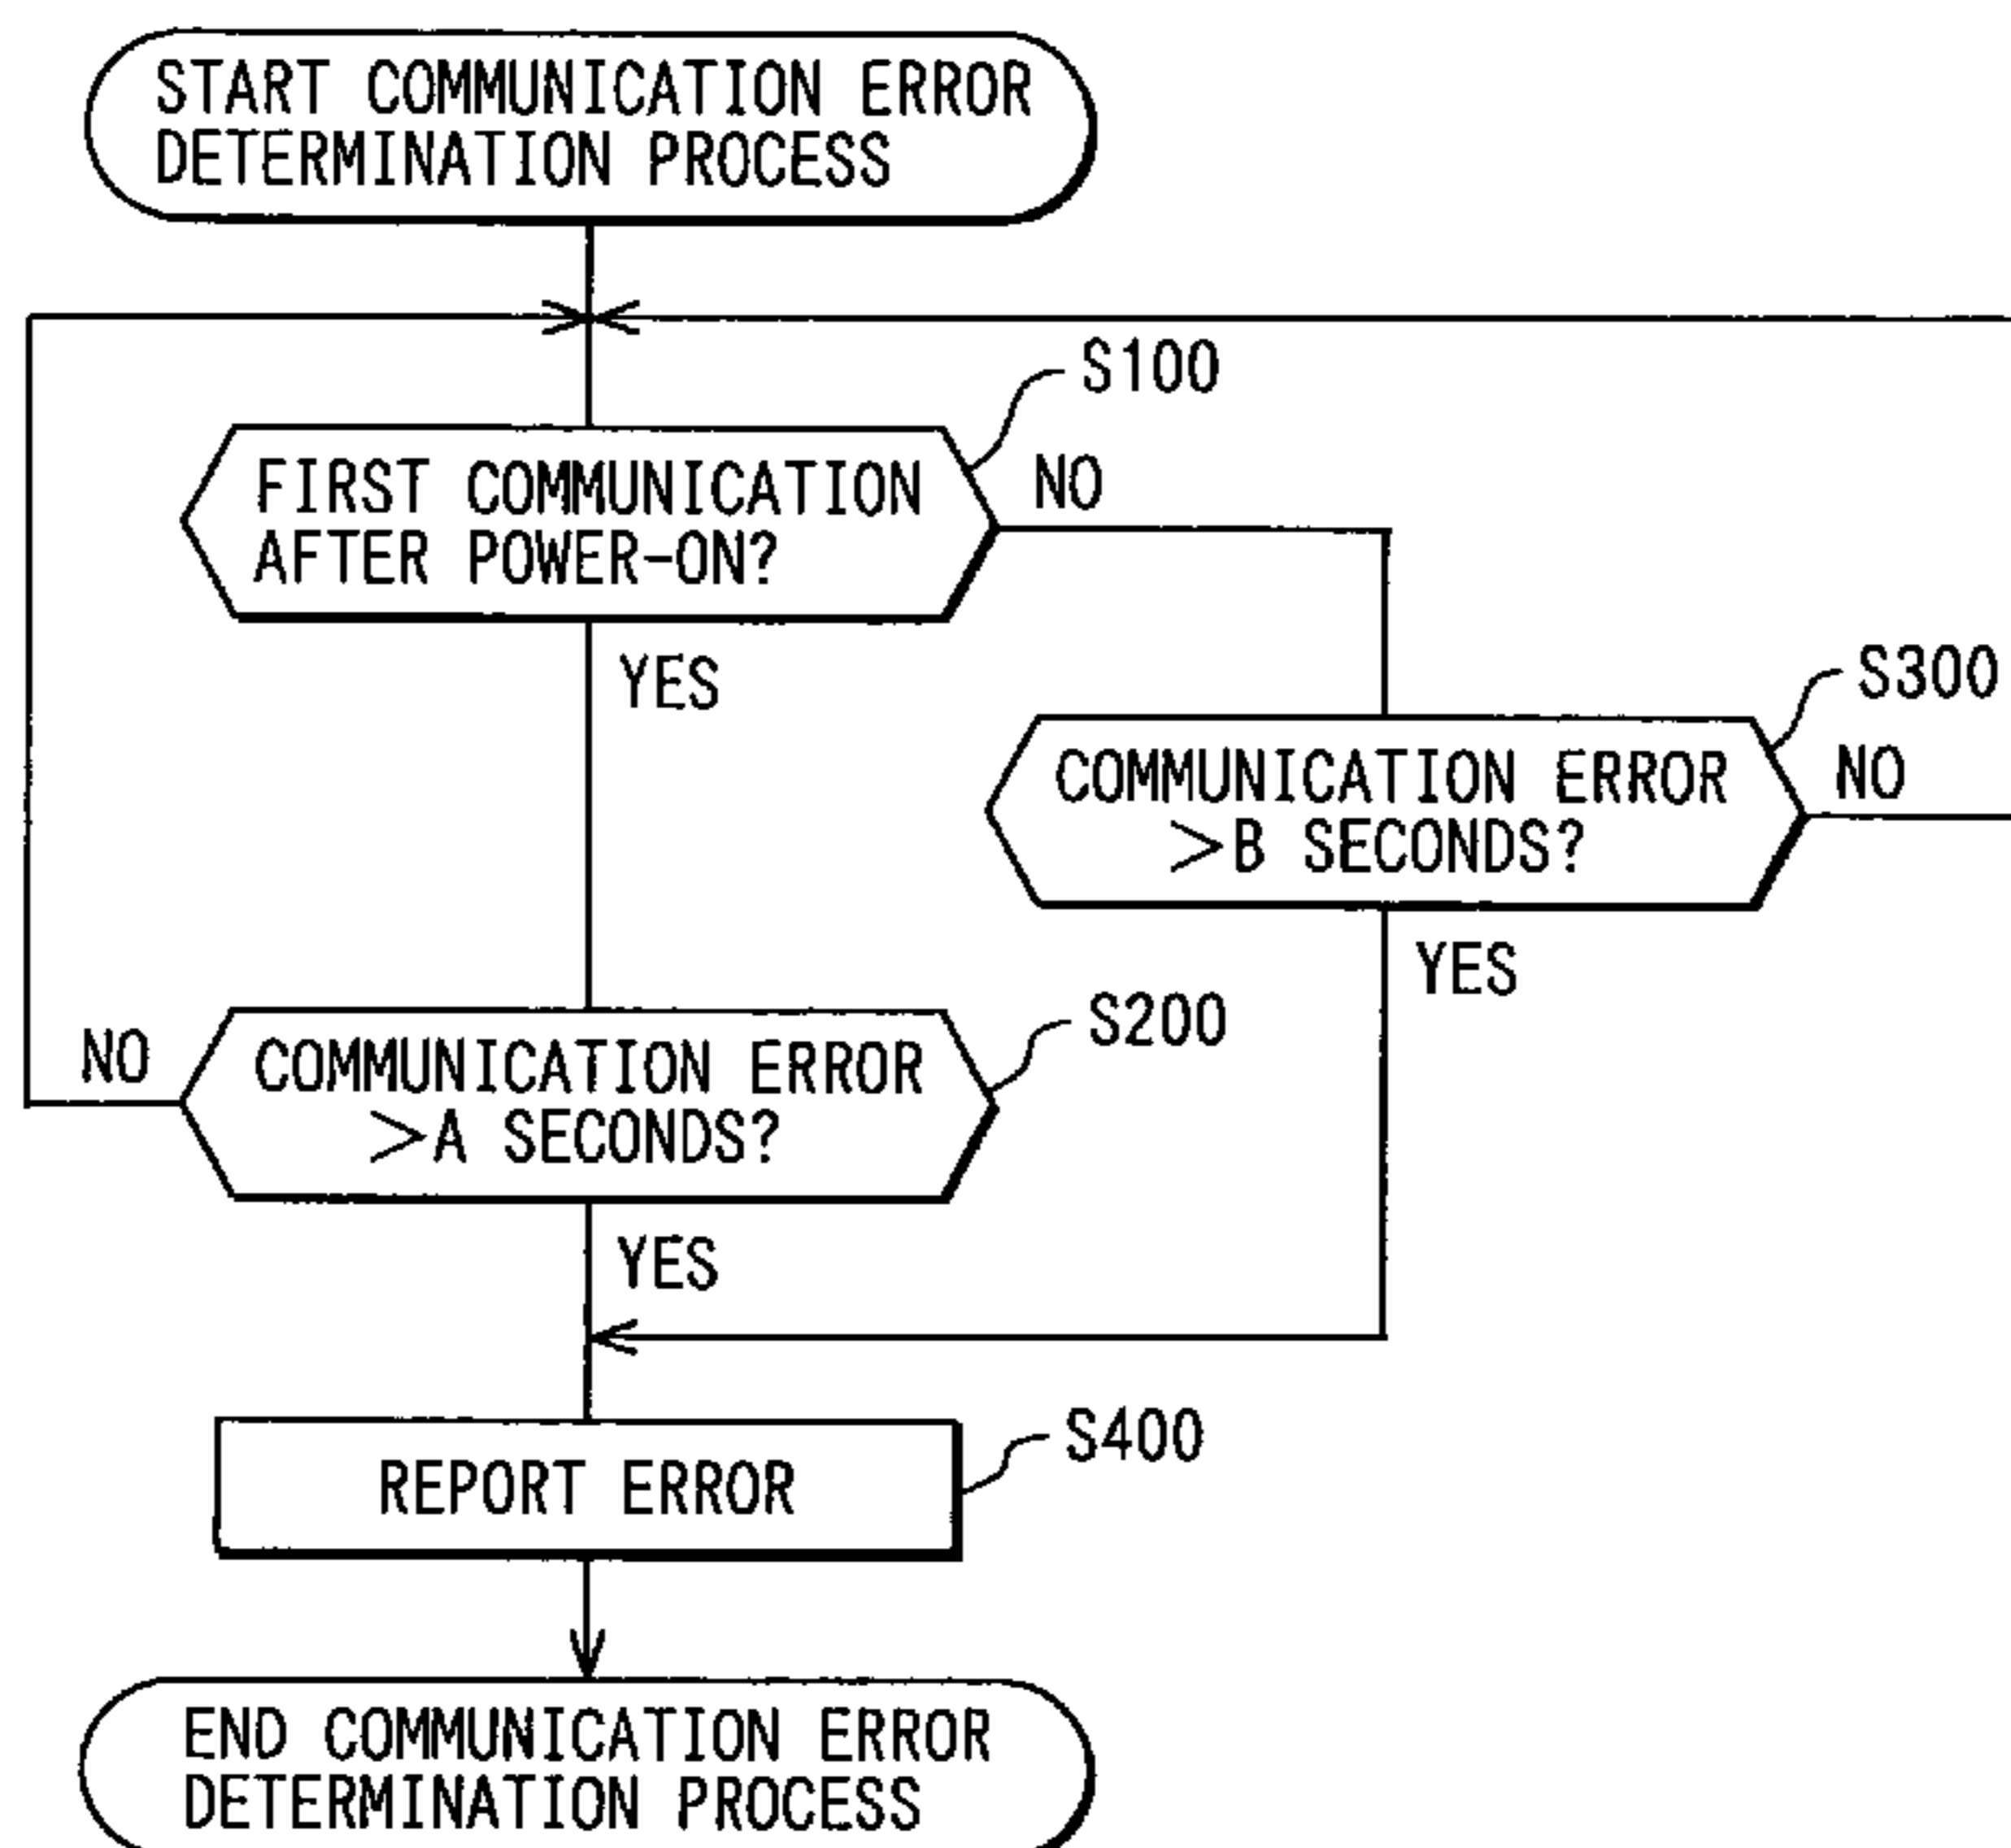 START COMMUNICATION ERROR
DETERMINATION PROCESS
S100
FIRST COMMUNICATION
AFTER POWER-ON?
NO
YES
S300
COMMUNICATION ERROR
>B SECONDS?
NO
YES
S200
NO
COMMUNICATION ERROR
>A SECONDS?
YES
S400
REPORT ERROR
END COMMUNICATION ERROR
DETERMINATION PROCESS